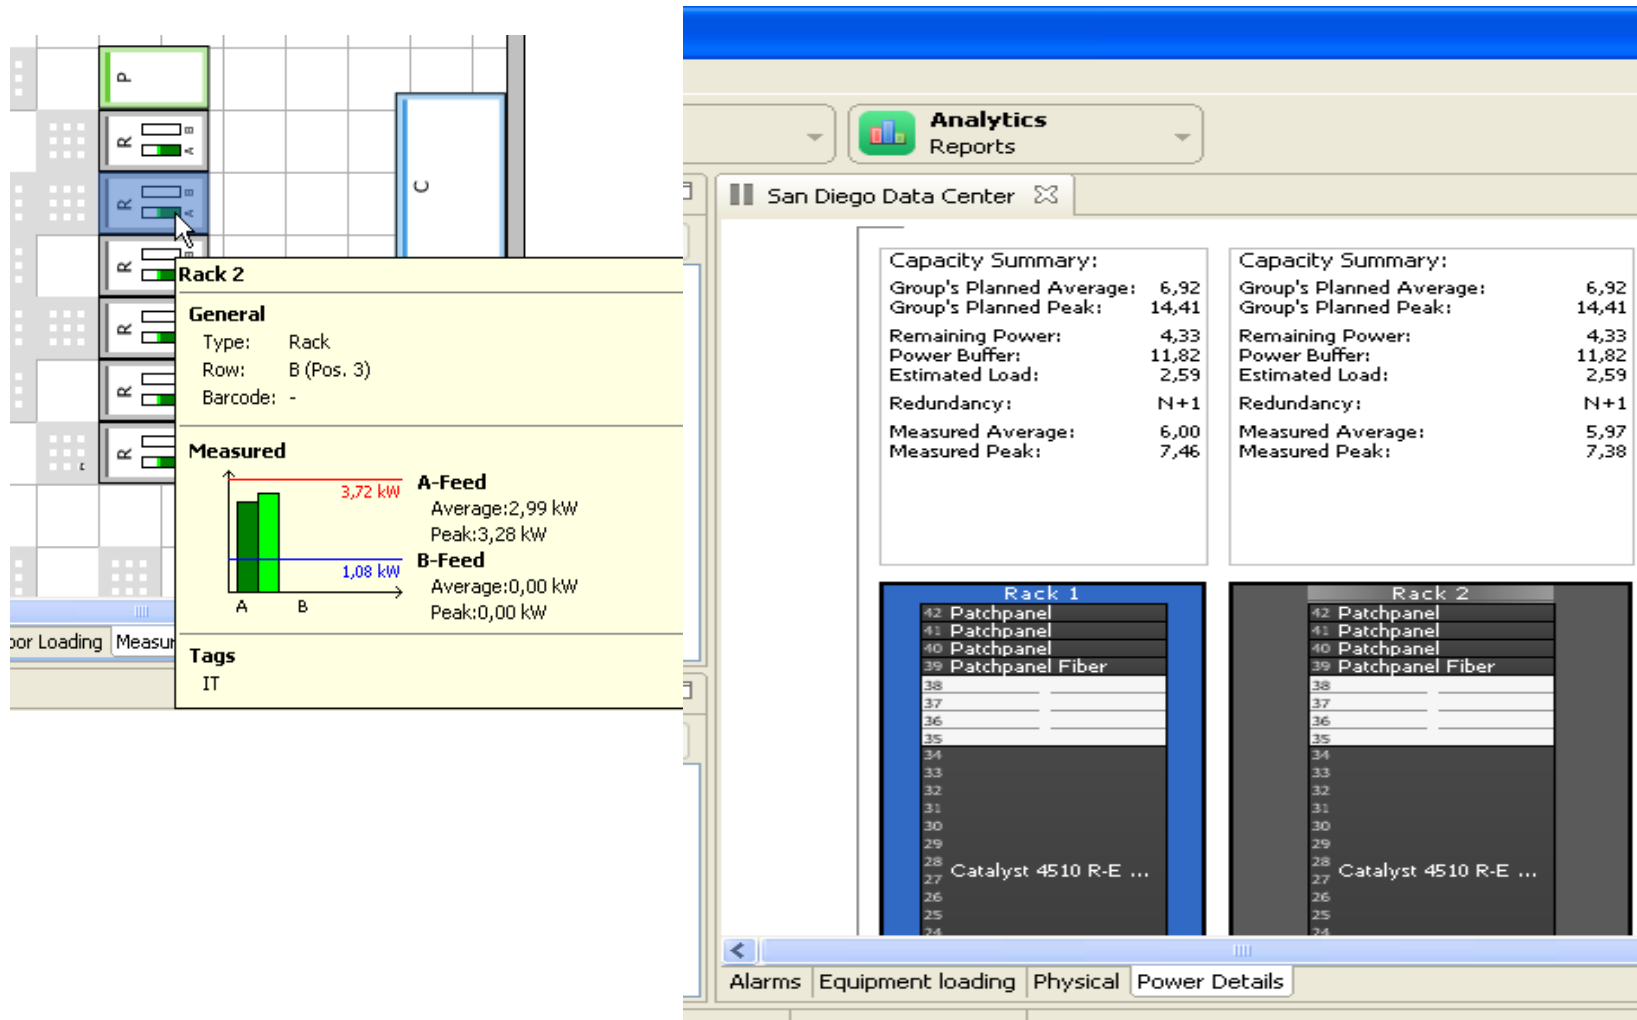 P
R B A
R B A
R B
R
R
R
C
Rack 2
General
Type: Rack
Row: B (Pos. 3)
Barcode: -
Measured
3,72 kW
1,08 kW
A B
A-Feed
Average:2,99 kW
Peak:3,28 kW
B-Feed
Average:0,00 kW
Peak:0,00 kW
Tags
IT
oor Loading Measur
Analytics
Reports
San Diego Data Center
Capacity Summary:
Group's Planned Average: 6,92
Group's Planned Peak: 14,41
Remaining Power: 4,33
Power Buffer: 11,82
Estimated Load: 2,59
Redundancy: N+1
Measured Average: 6,00
Measured Peak: 7,46
Capacity Summary:
Group's Planned Average: 6,92
Group's Planned Peak: 14,41
Remaining Power: 4,33
Power Buffer: 11,82
Estimated Load: 2,59
Redundancy: N+1
Measured Average: 5,97
Measured Peak: 7,38
Rack 1
42 Patchpanel
41 Patchpanel
40 Patchpanel
39 Patchpanel Fiber
38
37
36
35
34
33
32
31
30
29
28
27 Catalyst 4510 R-E ...
26
25
24
Rack 2
42 Patchpanel
41 Patchpanel
40 Patchpanel
39 Patchpanel Fiber
38
37
36
35
34
33
32
31
30
29
28
27 Catalyst 4510 R-E ...
26
25
24
Alarms Equipment loading Physical Power Details